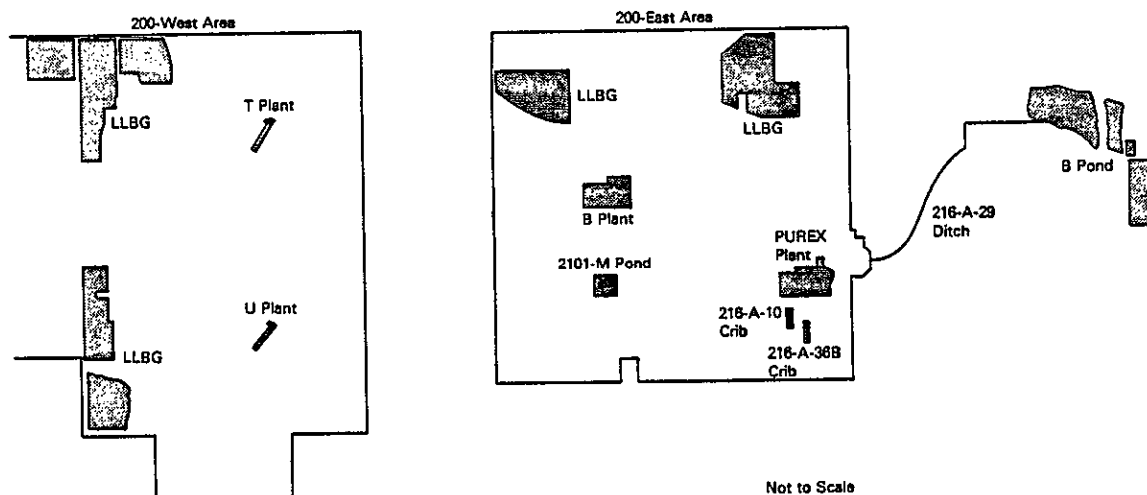 200-West Area
200-East Area
T Plant
LLBG
LLBG
LLBG
B Pond
B Plant
216-A-29
Ditch
PUREX
Plant
2101-M Pond
U Plant
216-A-10
Crib
LLBG
216-A-36B
Crib
Not to Scale